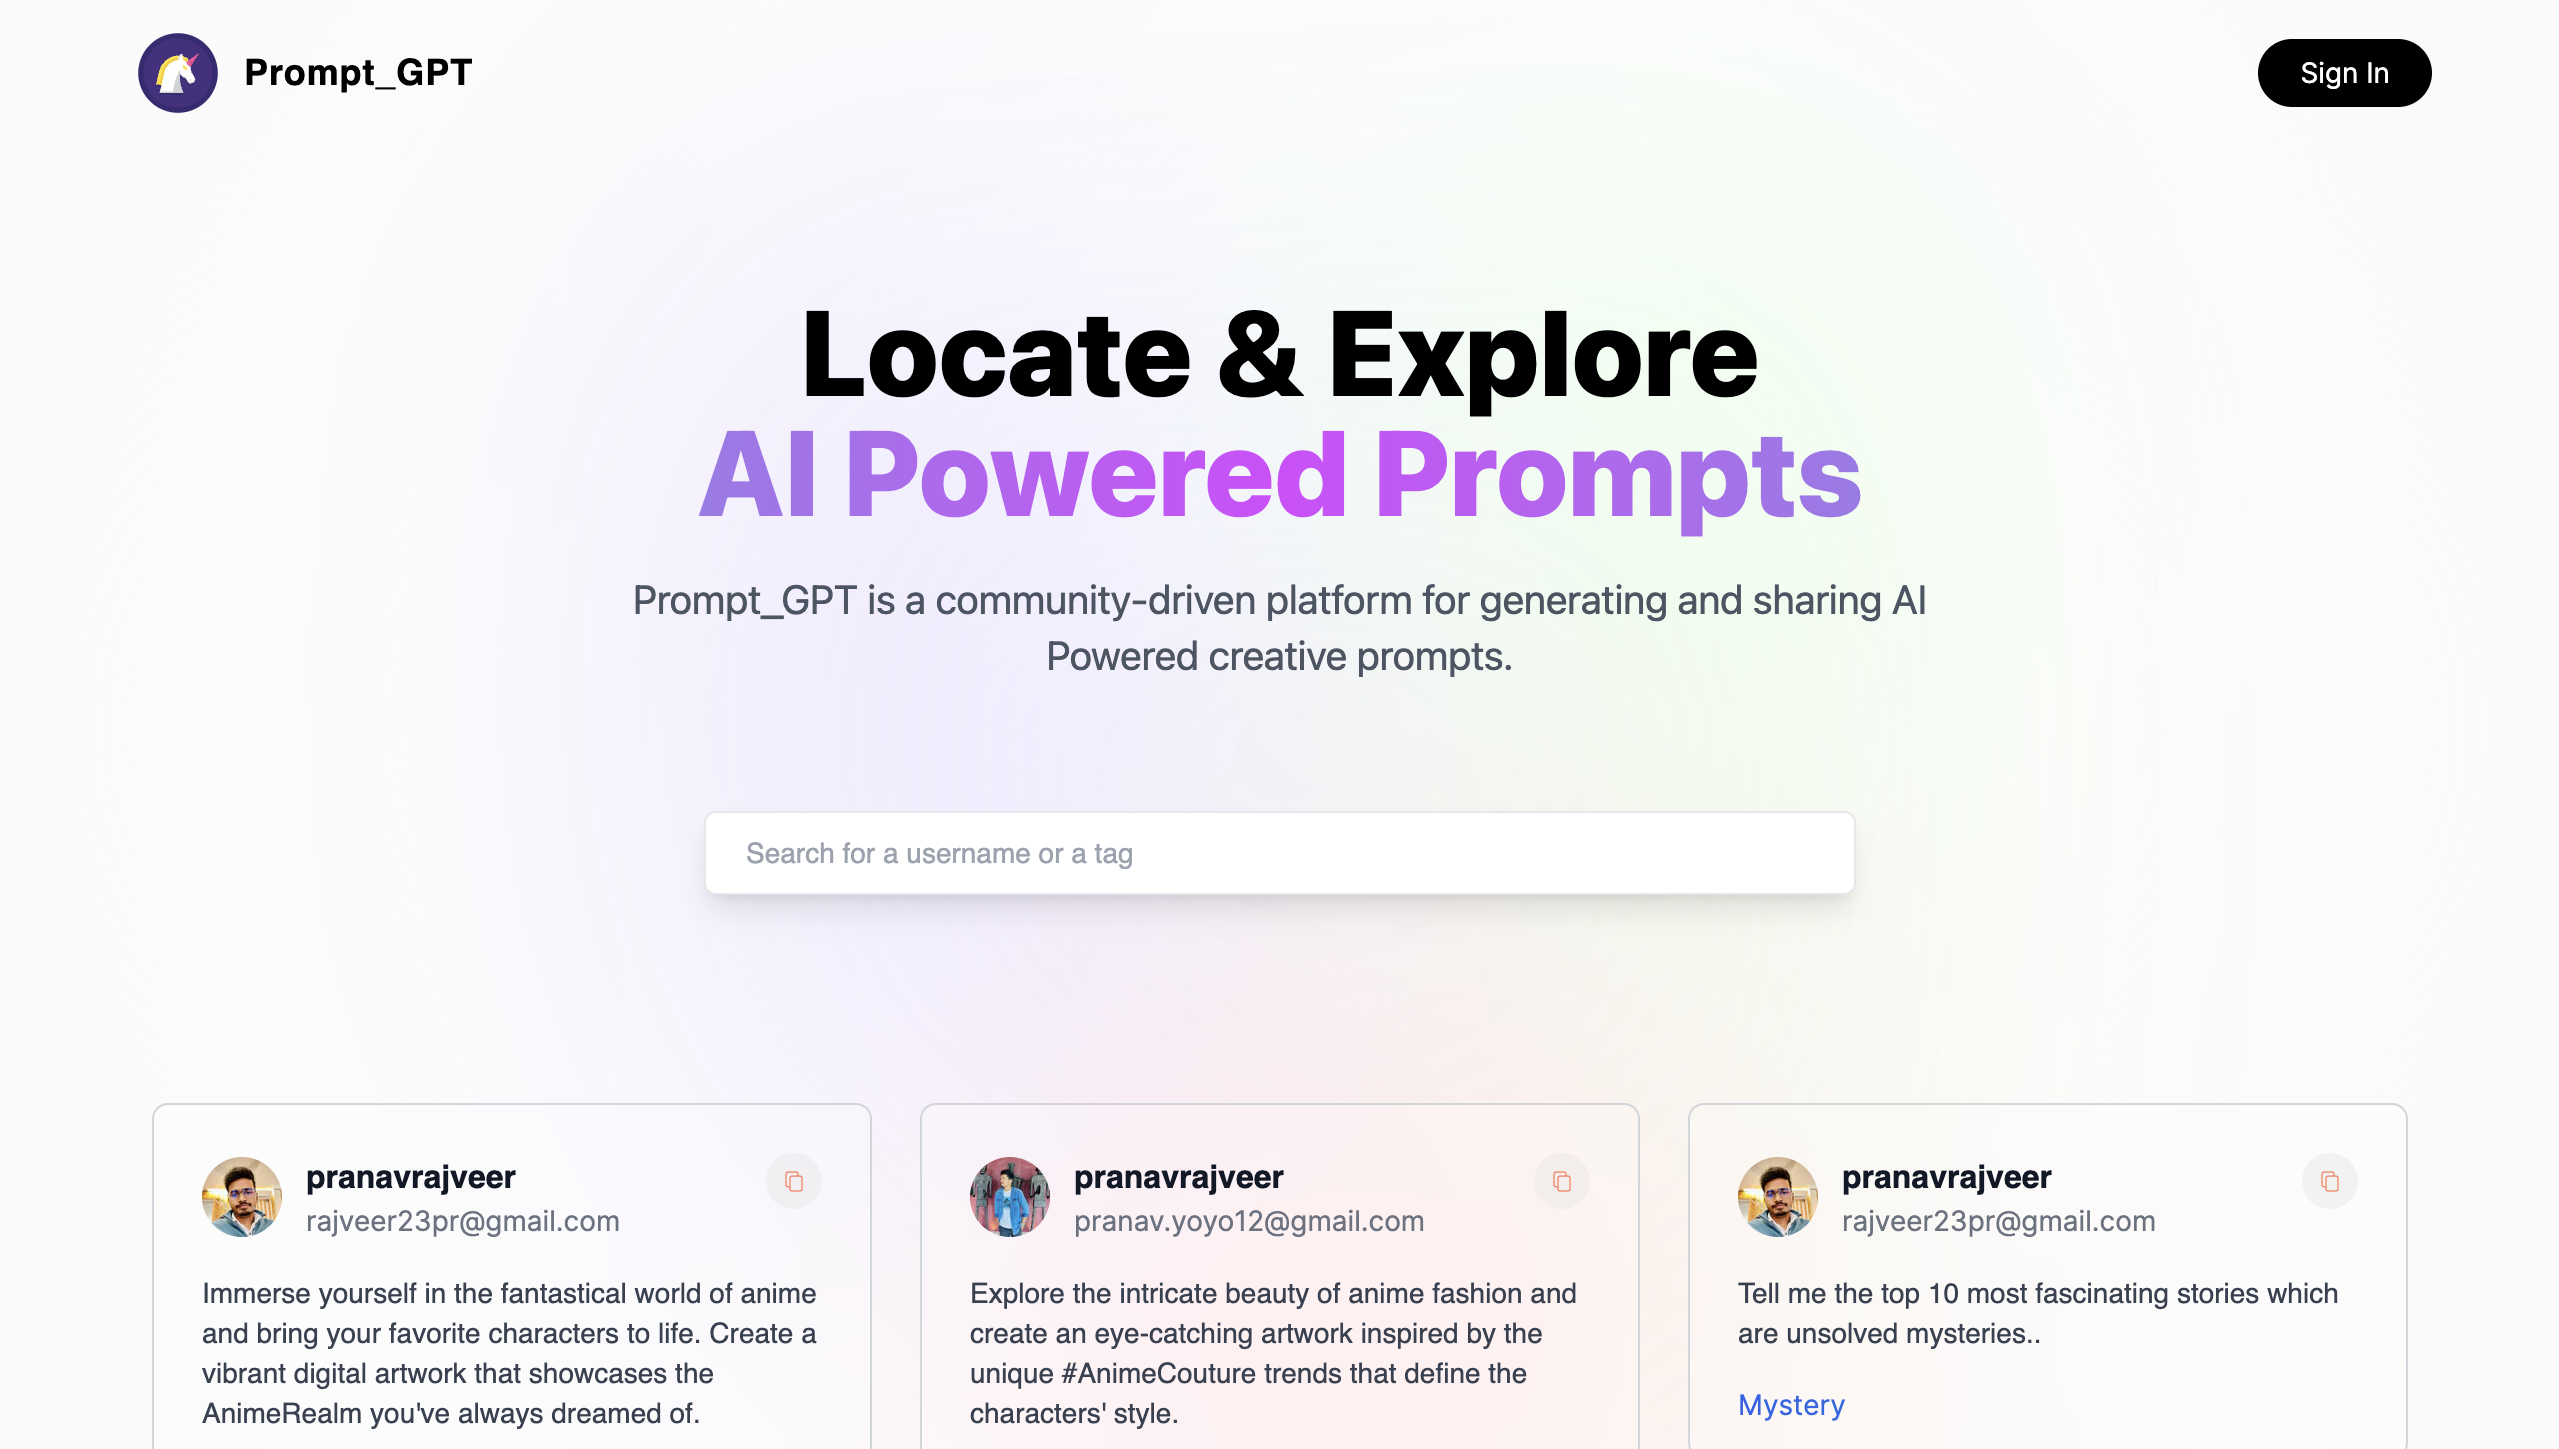 Prompt_GPT
Sign In
Locate & Explore
AI Powered Prompts
Prompt_GPT is a community-driven platform for generating and sharing AI
Powered creative prompts.
Search for a username or a tag
pranavrajveer
rajveer23pr@gmail.com
Immerse yourself in the fantastical world of anime
and bring your favorite characters to life. Create a
vibrant digital artwork that showcases the
AnimeRealm you've always dreamed of.
pranavrajveer
pranav.yoyo12@gmail.com
Explore the intricate beauty of anime fashion and
create an eye-catching artwork inspired by the
unique #AnimeCouture trends that define the
characters' style.
pranavrajveer
rajveer23pr@gmail.com
Tell me the top 10 most fascinating stories which
are unsolved mysteries..
Mystery